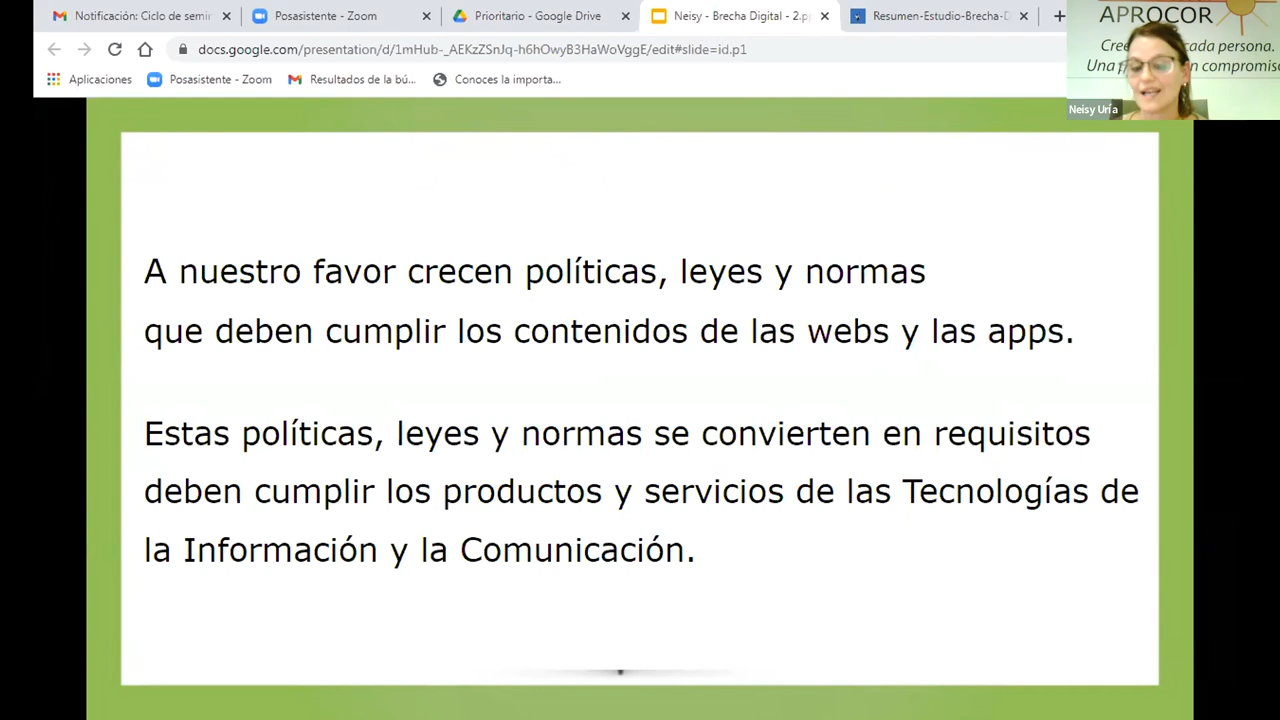 Notificación: Ciclo de semir
Posasistente - Zoom
Prioritario - Google Drive
Neisy - Brecha Digital - 2.p
Resumen-Estudio-Brecha-D
APROCOR
docs.google.com/presentation/d/1mHub-_AEKzZSnJq-h6hOwyB3HaWoVggE/edit#slide=id.p1
cada persona.
Una compromiso
Aplicaciones
Posasistente - Zoom
Resultados de la bú...
Conoces la importa...
Neisy Uría
A nuestro favor crecen políticas, leyes y normas
que deben cumplir los contenidos de las webs y las apps.
Estas políticas, leyes y normas se convierten en requisitos
deben cumplir los productos y servicios de las Tecnologías de
la Información y la Comunicación.